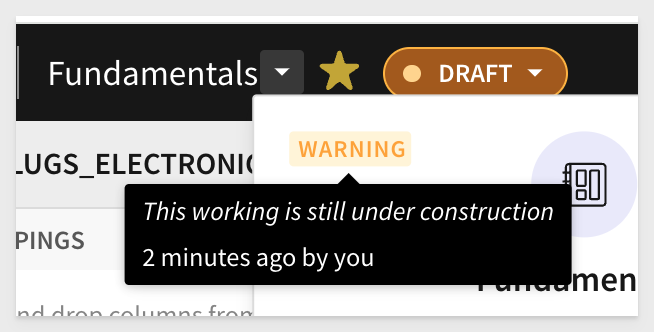 Fundamentals
DRAFT
LUGS_ELECTRONIC
WARNING
This working is still under construction
PINGS
2 minutes ago by you
Fundamen
nd drop columns from